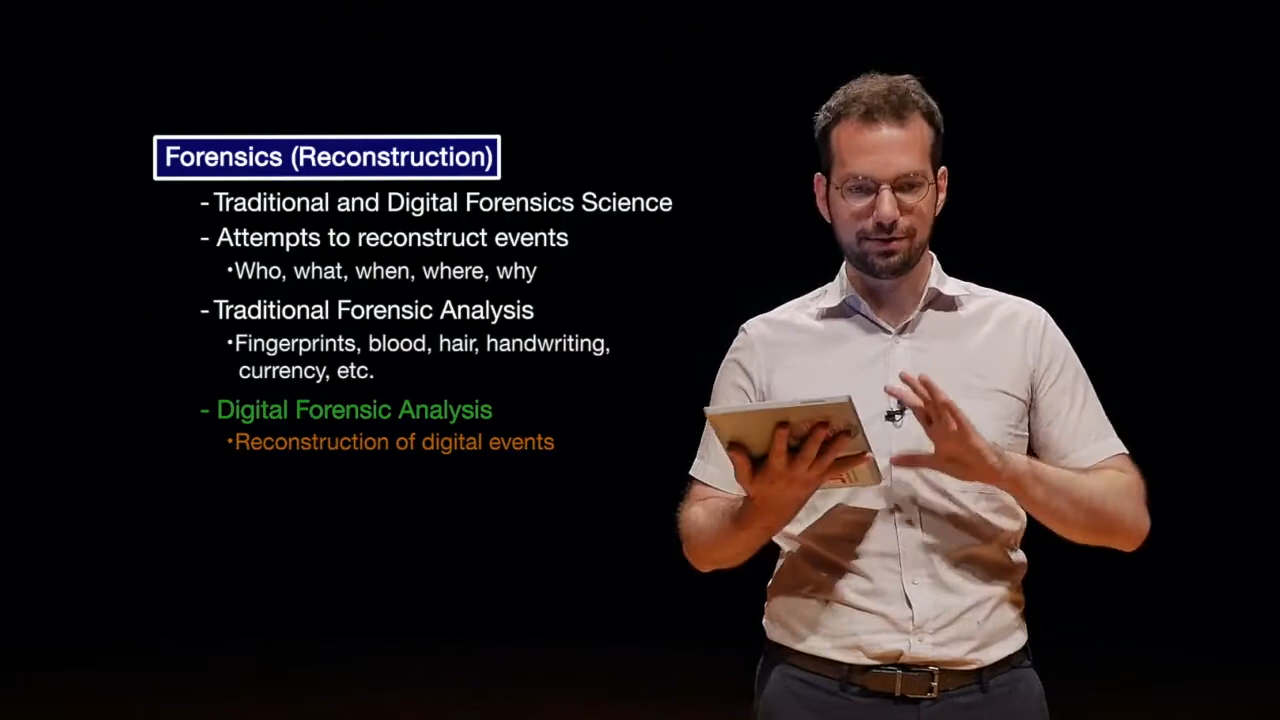 Forensics (Reconstruction)
- Traditional and Digital Forensics Science
- Attempts to reconstruct events
•Who, what, when, where, why
- Traditional Forensic Analysis
•Fingerprints, blood, hair, handwriting,
currency, etc.
- Digital Forensic Analysis
•Reconstruction of digital events